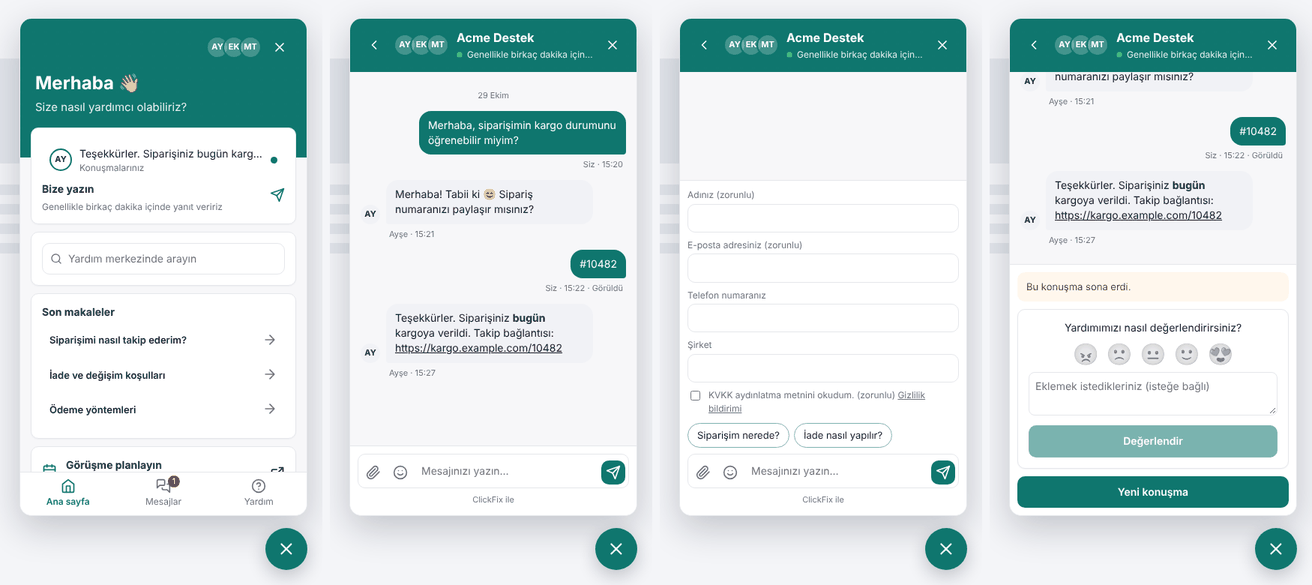 AY EK MT
Merhaba 👋🏻
Size nasıl yardımcı olabiliriz?
AY
Teşekkürler. Siparişiniz bugün karg...
Konuşmalarınız
Bize yazın
Genellikle birkaç dakika içinde yanıt veririz
Yardım merkezinde arayın
Son makaleler
Siparişimi nasıl takip ederim?
İade ve değişim koşulları
Ödeme yöntemleri
Görüşme planlayın
1
Ana sayfa
Mesajlar
Yardım
AY EK MT
Acme Destek
Genellikle birkaç dakika için...
29 Ekim
Merhaba, siparişimin kargo durumunu
öğrenebilir miyim?
Siz · 15:20
Merhaba! Tabii ki 😊 Sipariş
numaranızı paylaşır mısınız?
AY
Ayşe · 15:21
#10482
Siz · 15:22 · Görüldü
Teşekkürler. Siparişiniz bugün
kargoya verildi. Takip bağlantısı:
https://kargo.example.com/10482
AY
Ayşe · 15:27
Mesajınızı yazın...
ClickFix ile
AY EK MT
Acme Destek
Genellikle birkaç dakika için...
Adınız (zorunlu)
E-posta adresiniz (zorunlu)
Telefon numaranız
Şirket
KVKK aydınlatma metnini okudum. (zorunlu) Gizlilik
bildirimi
Siparişim nerede?
İade nasıl yapılır?
Mesajınızı yazın...
ClickFix ile
AY EK MT
Acme Destek
Genellikle birkaç dakika için...
numaranızı paylaşır mısınız?
AY
Ayşe · 15:21
#10482
Siz · 15:22 · Görüldü
Teşekkürler. Siparişiniz bugün
kargoya verildi. Takip bağlantısı:
https://kargo.example.com/10482
AY
Ayşe · 15:27
Bu konuşma sona erdi.
Yardımımızı nasıl değerlendirirsiniz?
Eklemek istedikleriniz (isteğe bağlı)
Değerlendir
Yeni konuşma